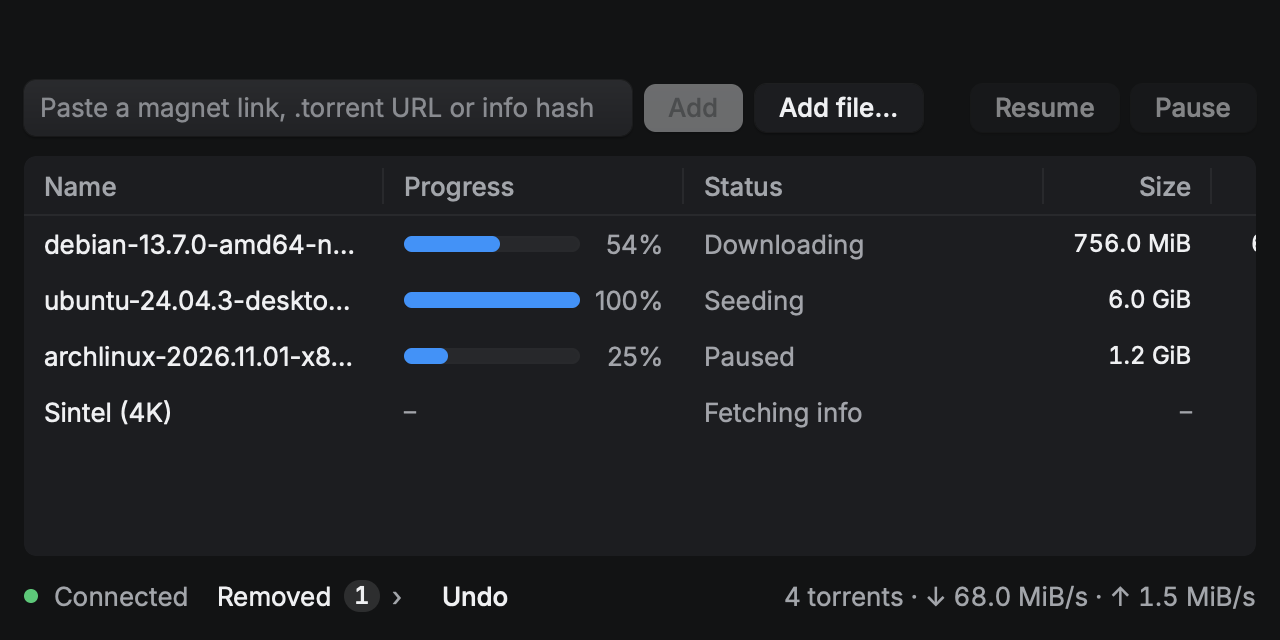 Paste a magnet link, .torrent URL or info hash Add Add file... Resume Pause
Name Progress Status Size
debian-13.7.0-amd64-n... 54% Downloading 756.0 MiB
ubuntu-24.04.3-deskto... 100% Seeding 6.0 GiB
archlinux-2026.11.01-x8... 25% Paused 1.2 GiB
Sintel (4K) – Fetching info –
Connected Removed 1 › Undo 4 torrents · ↓ 68.0 MiB/s · ↑ 1.5 MiB/s